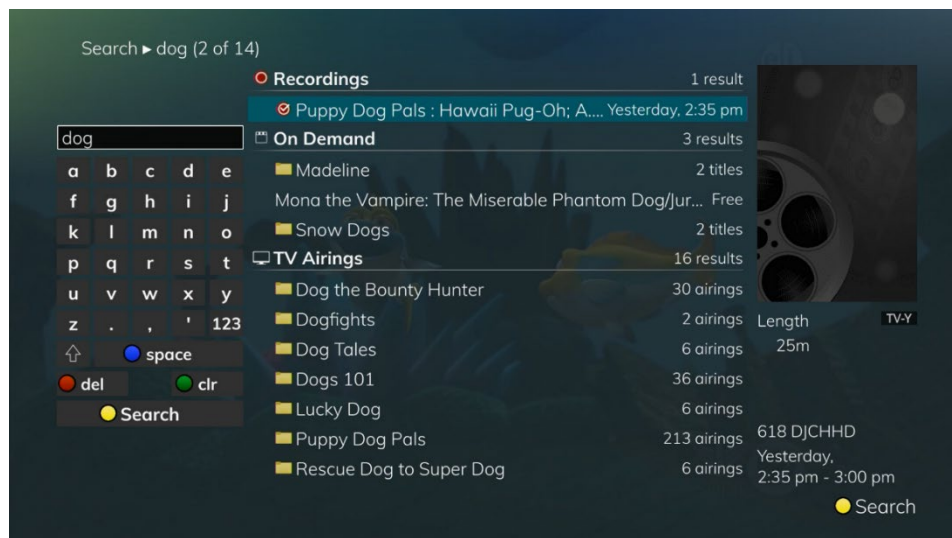 Search ▸ dog (2 of 14)
Recordings 1 result
Puppy Dog Pals : Hawaii Pug-Oh; A.... Yesterday, 2:35 pm
dog
On Demand 3 results
a b c d e
Madeline 2 titles
f g h i j
Mona the Vampire: The Miserable Phantom Dog/Jur... Free
k l m n o
Snow Dogs 2 titles
p q r s t
TV Airings 16 results
u v w x y
Dog the Bounty Hunter 30 airings
z . , ' 123
Dogfights 2 airings
Length TV-Y
space
Dog Tales 6 airings
25m
del clr
Dogs 101 36 airings
Search
Lucky Dog 6 airings
Puppy Dog Pals 213 airings
618 DJCHHD
Rescue Dog to Super Dog 6 airings
Yesterday,
2:35 pm - 3:00 pm
Search